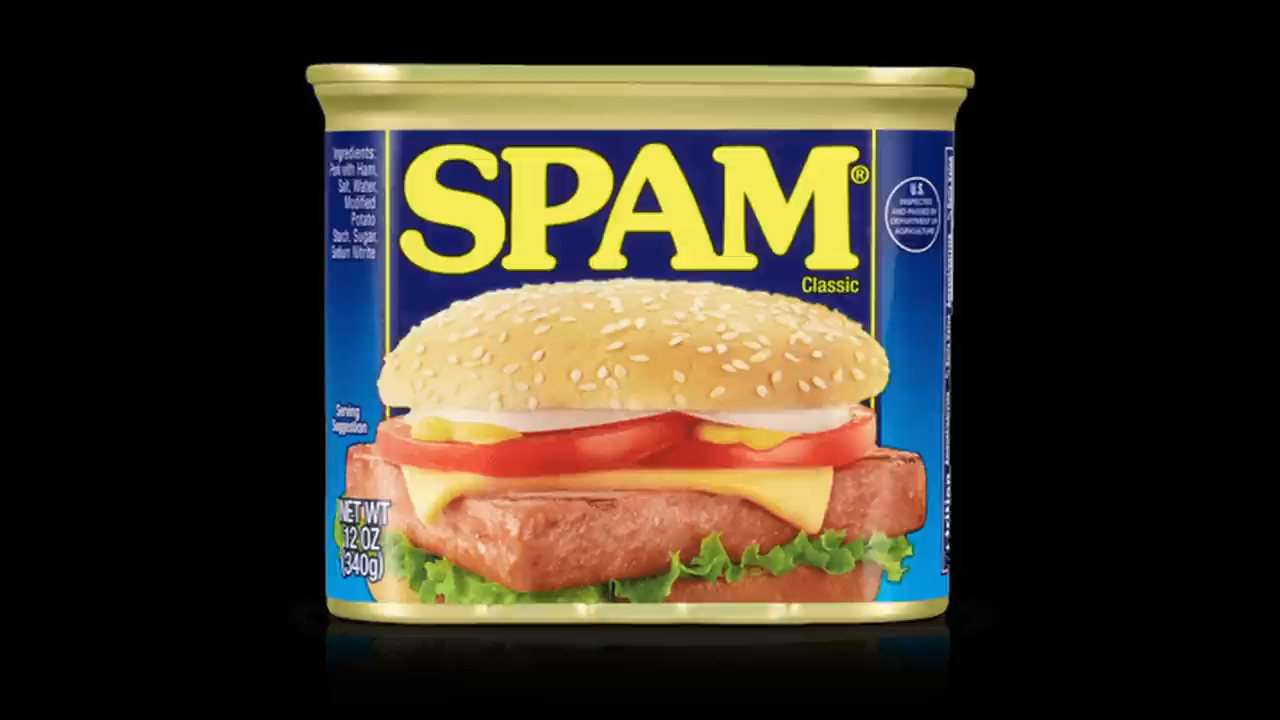 Ingredients:
Pork with Ham,
Salt, Water,
Modified
Potato
Starch, Sugar,
Sodium Nitrite
SPAM®
Classic
U.S.
INSPECTED
AND PASSED BY
DEPARTMENT OF
AGRICULTURE
Serving
Suggestion
NET WT
12 OZ
(340g)